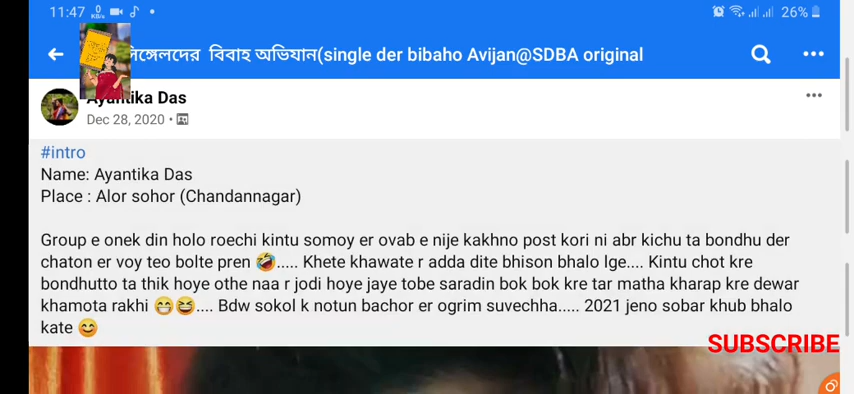 11:47 0 KB/s 26%
িঙ্গেলদের বিবাহ অভিযান(single der bibaho Avijan@SDBA original
Ayantika Das
Dec 28, 2020
#intro
Name: Ayantika Das
Place : Alor sohor (Chandannagar)
Group e onek din holo roechi kintu somoy er ovab e nije kakhno post kori ni abr kichu ta bondhu der
chaton er voy teo bolte pren 🤣..... Khete khawate r adda dite bhison bhalo lge.... Kintu chot kre
bondhutto ta thik hoye othe naa r jodi hoye jaye tobe saradin bok bok kre tar matha kharap kre dewar
khamota rakhi 😁😆.... Bdw sokol k notun bachor er ogrim suvechha..... 2021 jeno sobar khub bhalo
kate 😊
SUBSCRIBE